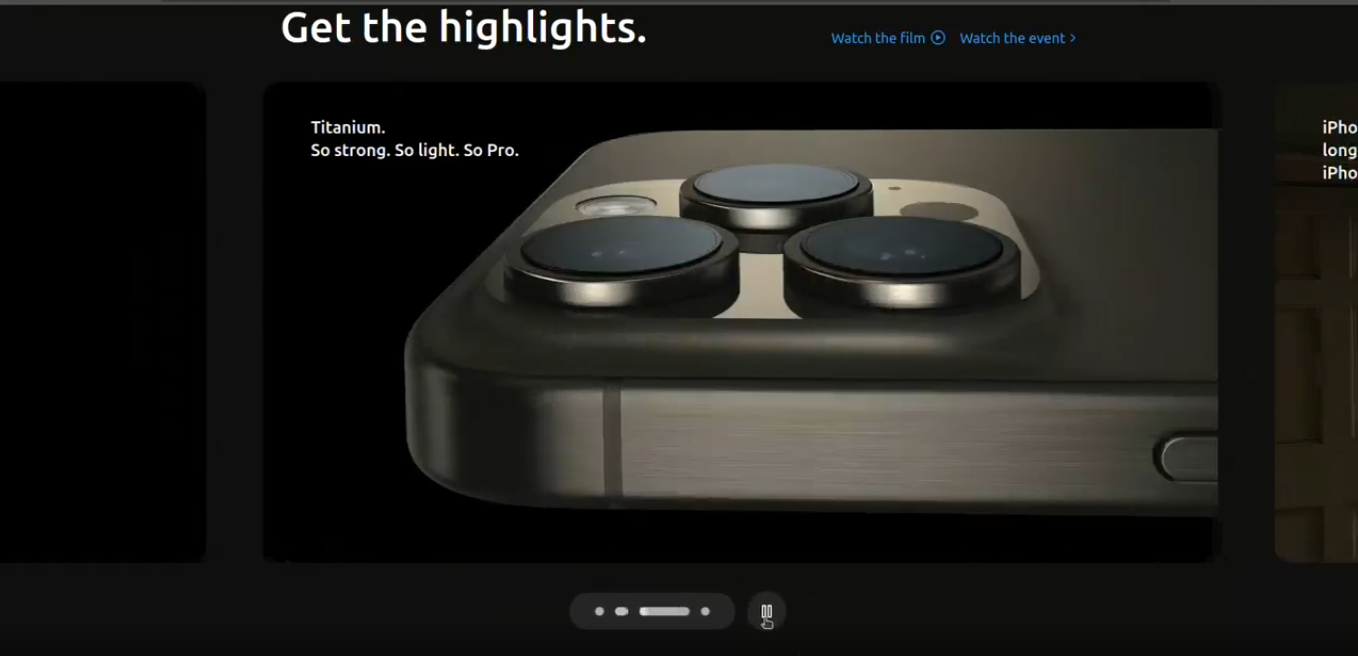 Get the highlights.
Watch the film
Watch the event
Titanium.
So strong. So light. So Pro.
iPho
long
iPho